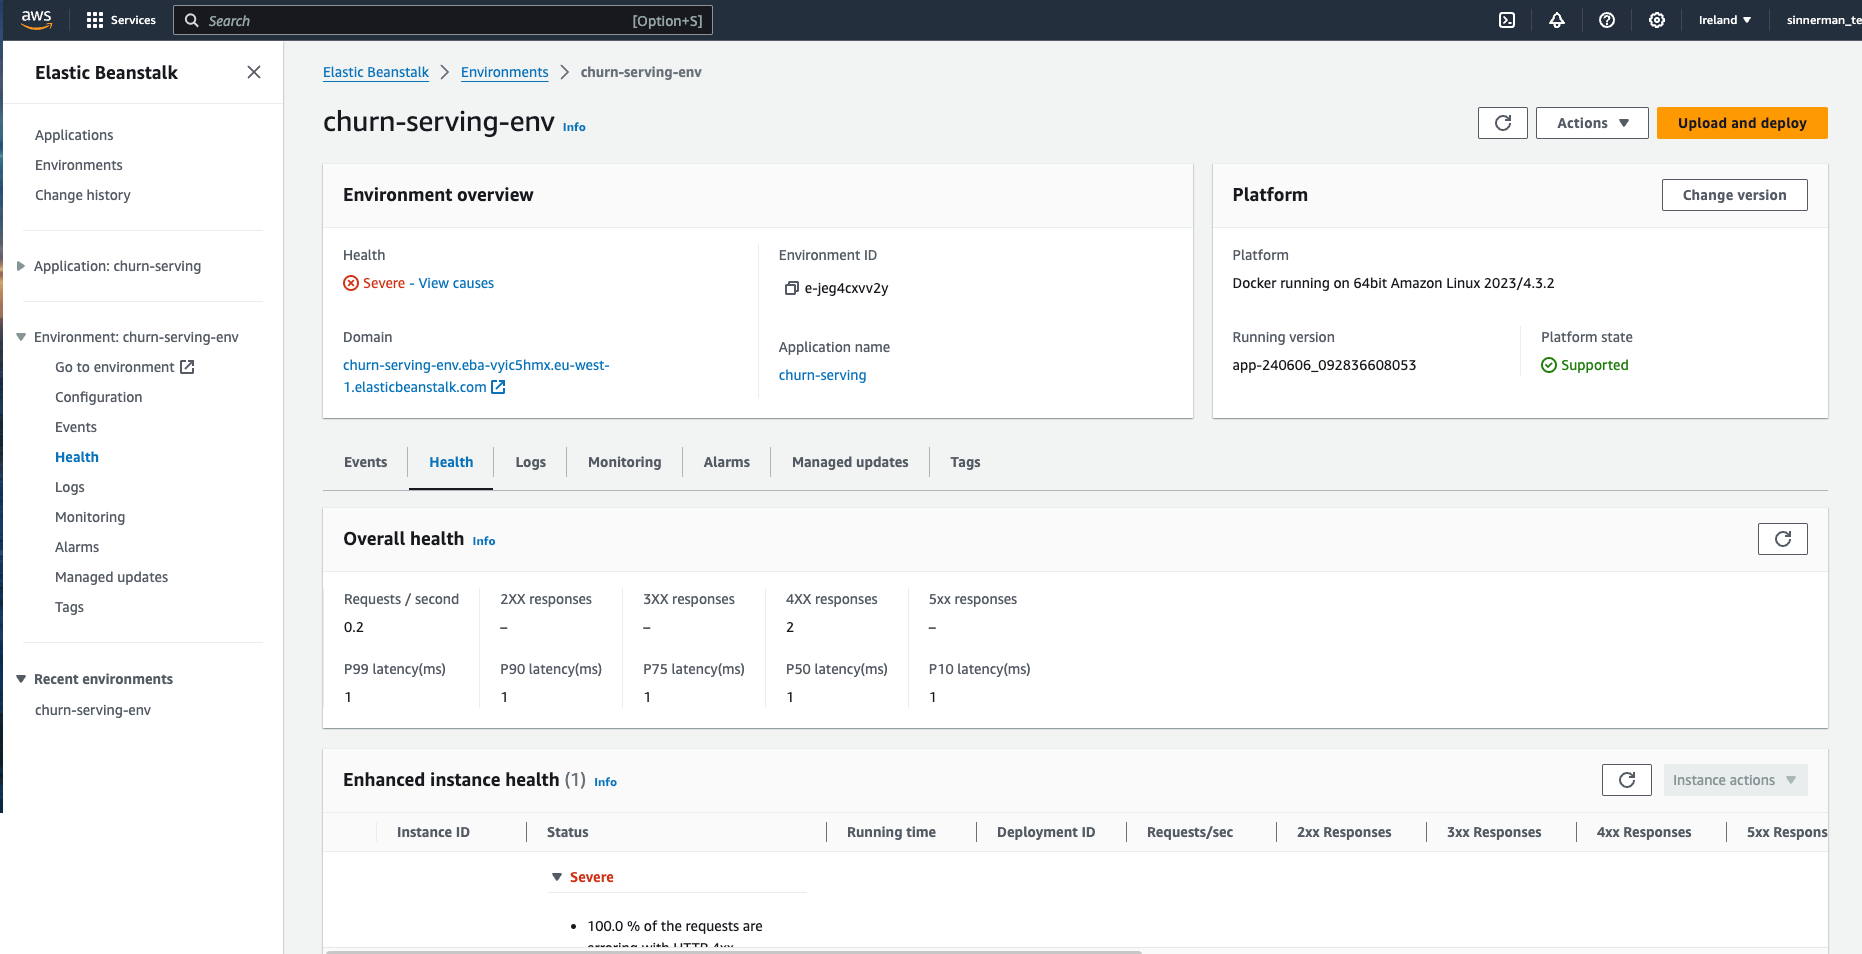 aws
Services
Search [Option+S]
Ireland
sinnerman_te
Elastic Beanstalk
Applications
Environments
Change history
Application: churn-serving
Environment: churn-serving-env
Go to environment
Configuration
Events
Health
Logs
Monitoring
Alarms
Managed updates
Tags
Recent environments
churn-serving-env
Elastic Beanstalk
Environments
churn-serving-env
churn-serving-env Info
Actions
Upload and deploy
Environment overview
Health
Severe - View causes
Domain
churn-serving-env.eba-vyic5hmx.eu-west-
1.elasticbeanstalk.com
Environment ID
e-jeg4cxvv2y
Application name
churn-serving
Platform
Change version
Platform
Docker running on 64bit Amazon Linux 2023/4.3.2
Running version
app-240606_092836608053
Platform state
Supported
Events Health Logs Monitoring Alarms Managed updates Tags
Overall health Info
Requests / second 2XX responses 3XX responses 4XX responses 5xx responses
0.2 – – 2 –
P99 latency(ms) P90 latency(ms) P75 latency(ms) P50 latency(ms) P10 latency(ms)
1 1 1 1 1
Enhanced instance health (1) Info
Instance actions
Instance ID Status Running time Deployment ID Requests/sec 2xx Responses 3xx Responses 4xx Responses 5xx Respons
Severe
• 100.0 % of the requests are
erroring with HTTP 4xx